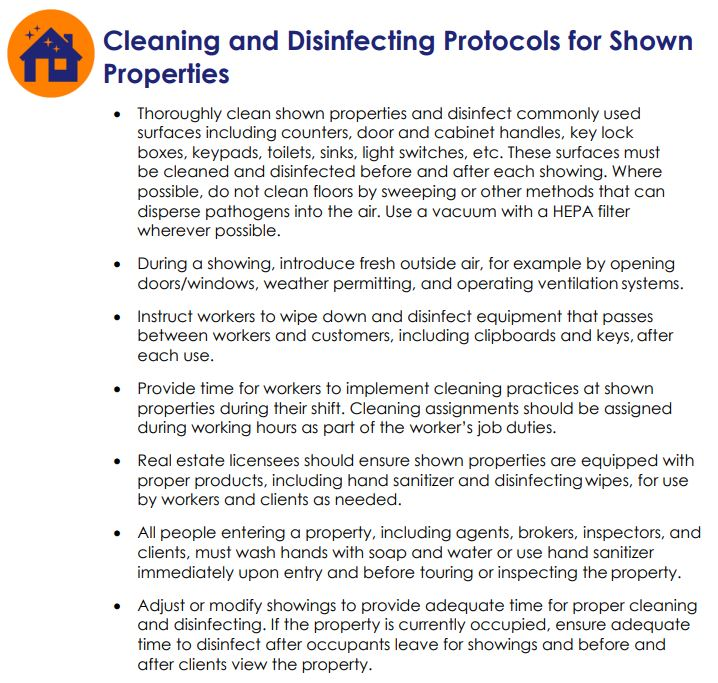 Cleaning and Disinfecting Protocols for Shown
Properties
• Thoroughly clean shown properties and disinfect commonly used
surfaces including counters, door and cabinet handles, key lock
boxes, keypads, toilets, sinks, light switches, etc. These surfaces must
be cleaned and disinfected before and after each showing. Where
possible, do not clean floors by sweeping or other methods that can
disperse pathogens into the air. Use a vacuum with a HEPA filter
wherever possible.
• During a showing, introduce fresh outside air, for example by opening
doors/windows, weather permitting, and operating ventilation systems.
• Instruct workers to wipe down and disinfect equipment that passes
between workers and customers, including clipboards and keys, after
each use.
• Provide time for workers to implement cleaning practices at shown
properties during their shift. Cleaning assignments should be assigned
during working hours as part of the worker's job duties.
• Real estate licensees should ensure shown properties are equipped with
proper products, including hand sanitizer and disinfecting wipes, for use
by workers and clients as needed.
• All people entering a property, including agents, brokers, inspectors, and
clients, must wash hands with soap and water or use hand sanitizer
immediately upon entry and before touring or inspecting the property.
• Adjust or modify showings to provide adequate time for proper cleaning
and disinfecting. If the property is currently occupied, ensure adequate
time to disinfect after occupants leave for showings and before and
after clients view the property.